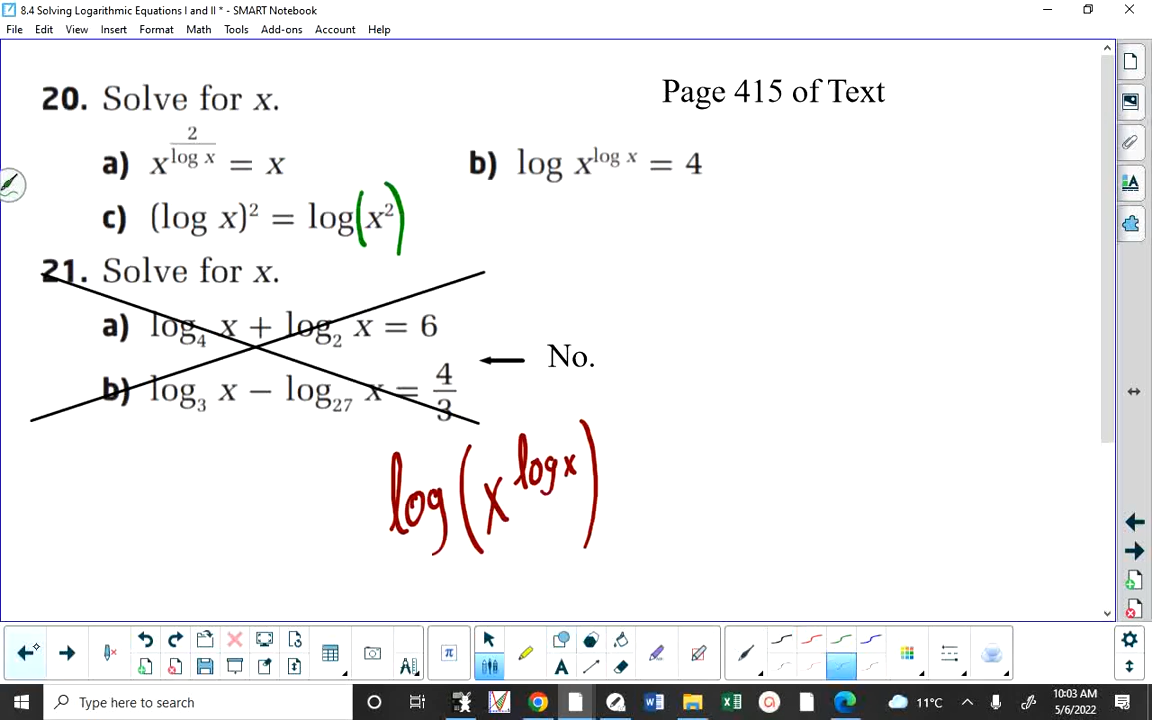 8.4 Solving Logarithmic Equations I and II * - SMART Notebook
File Edit View Insert Format Math Tools Add-ons Account Help
20. Solve for x.
Page 415 of Text
a) x^(2/log x) = x
b) log x^(log x) = 4
c) (log x)² = log(x²)
21. Solve for x.
a) log₄ x + log₂ x = 6
No.
b) log₃ x − log₂₇ x = 4/3
log(x^(log x))
Type here to search
11°C
10:03 AM
5/6/2022